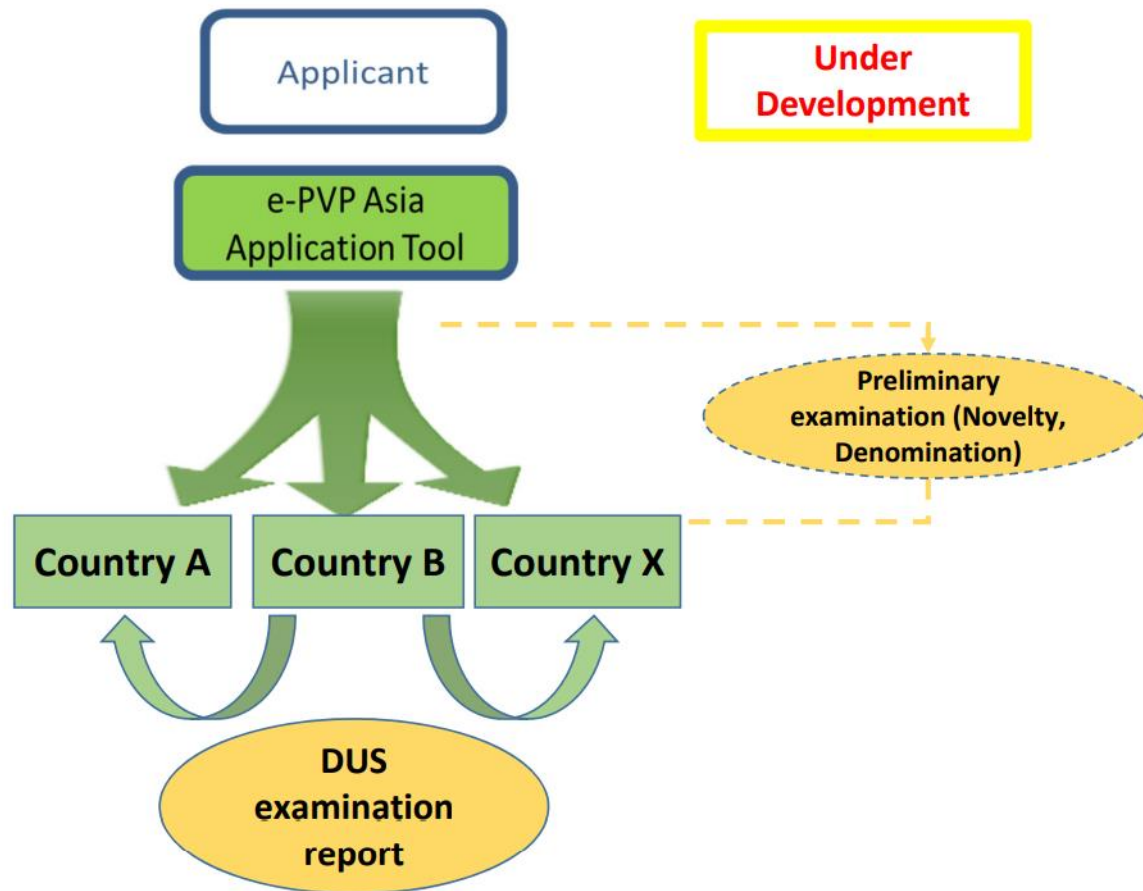 Applicant
Under
Development
e-PVP Asia
Application Tool
Preliminary
examination (Novelty,
Denomination)
Country A
Country B
Country X
DUS
examination
report